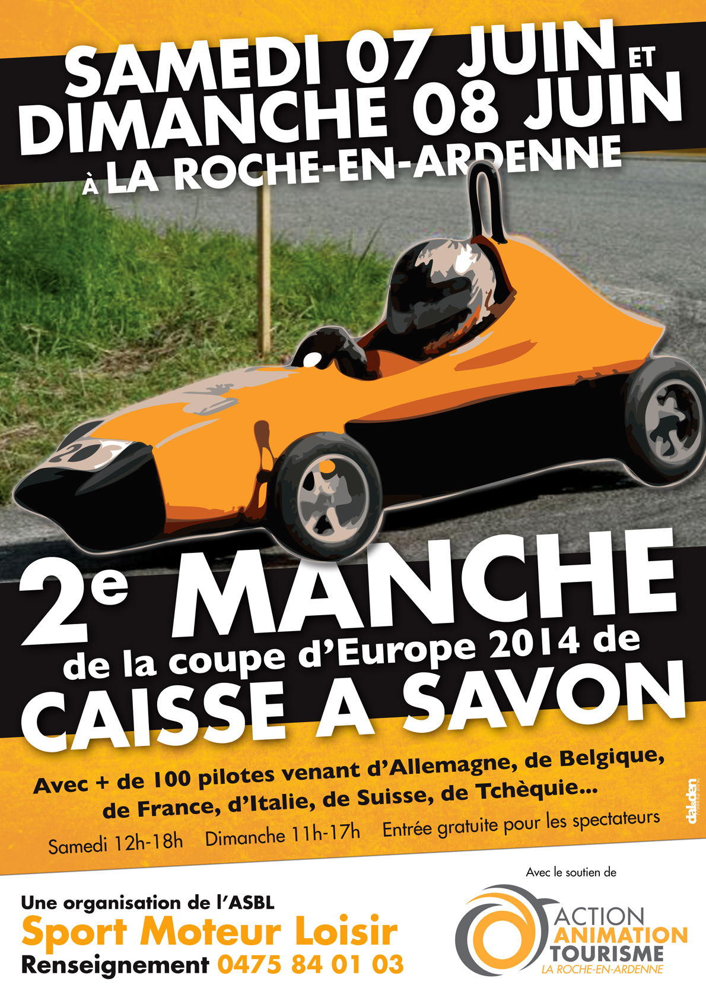 SAMEDI 07 JUIN ET
DIMANCHE 08 JUIN
À LA ROCHE-EN-ARDENNE
2e MANCHE
de la coupe d'Europe 2014 de
CAISSE A SAVON
Avec + de 100 pilotes venant d'Allemagne, de Belgique,
de France, d'Italie, de Suisse, de Tchèquie...
Samedi 12h-18h Dimanche 11h-17h Entrée gratuite pour les spectateurs
dal&den
Une organisation de l'ASBL
Sport Moteur Loisir
Renseignement 0475 84 01 03
Avec le soutien de
ACTION
ANIMATION
TOURISME
LA ROCHE-EN-ARDENNE